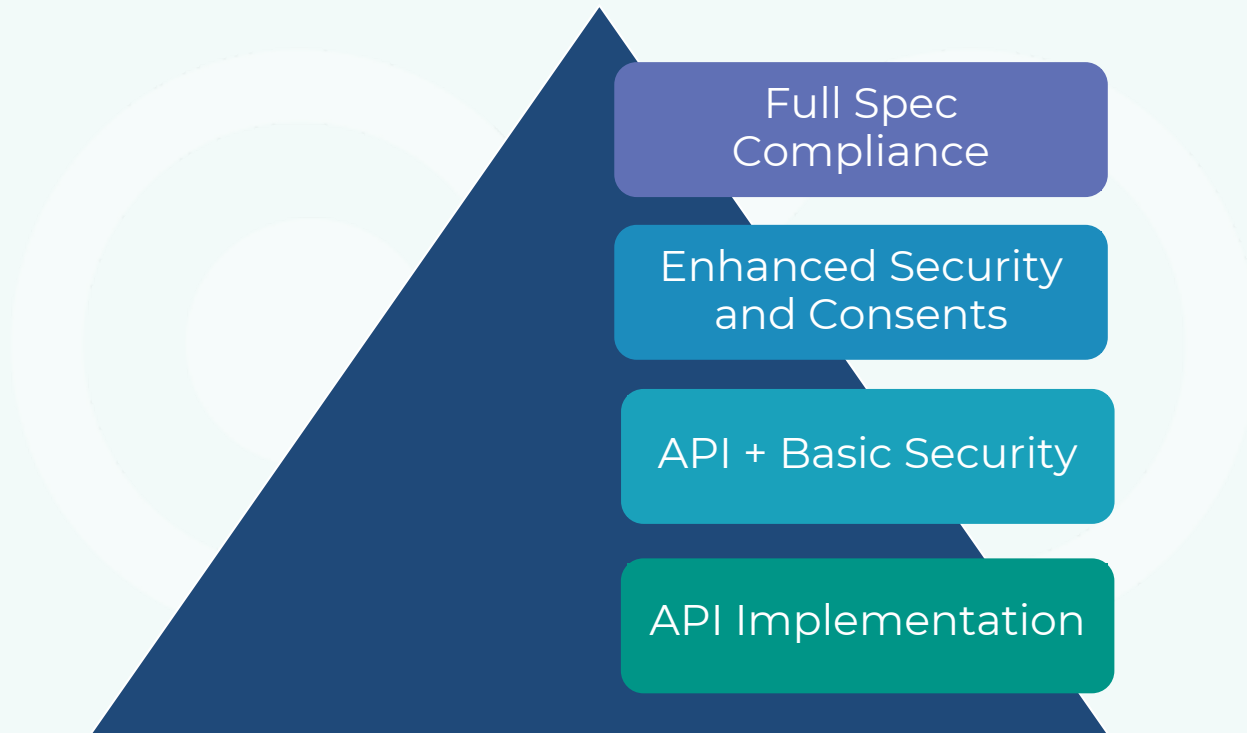 Full Spec
Compliance
Enhanced Security
and Consents
API + Basic Security
API Implementation